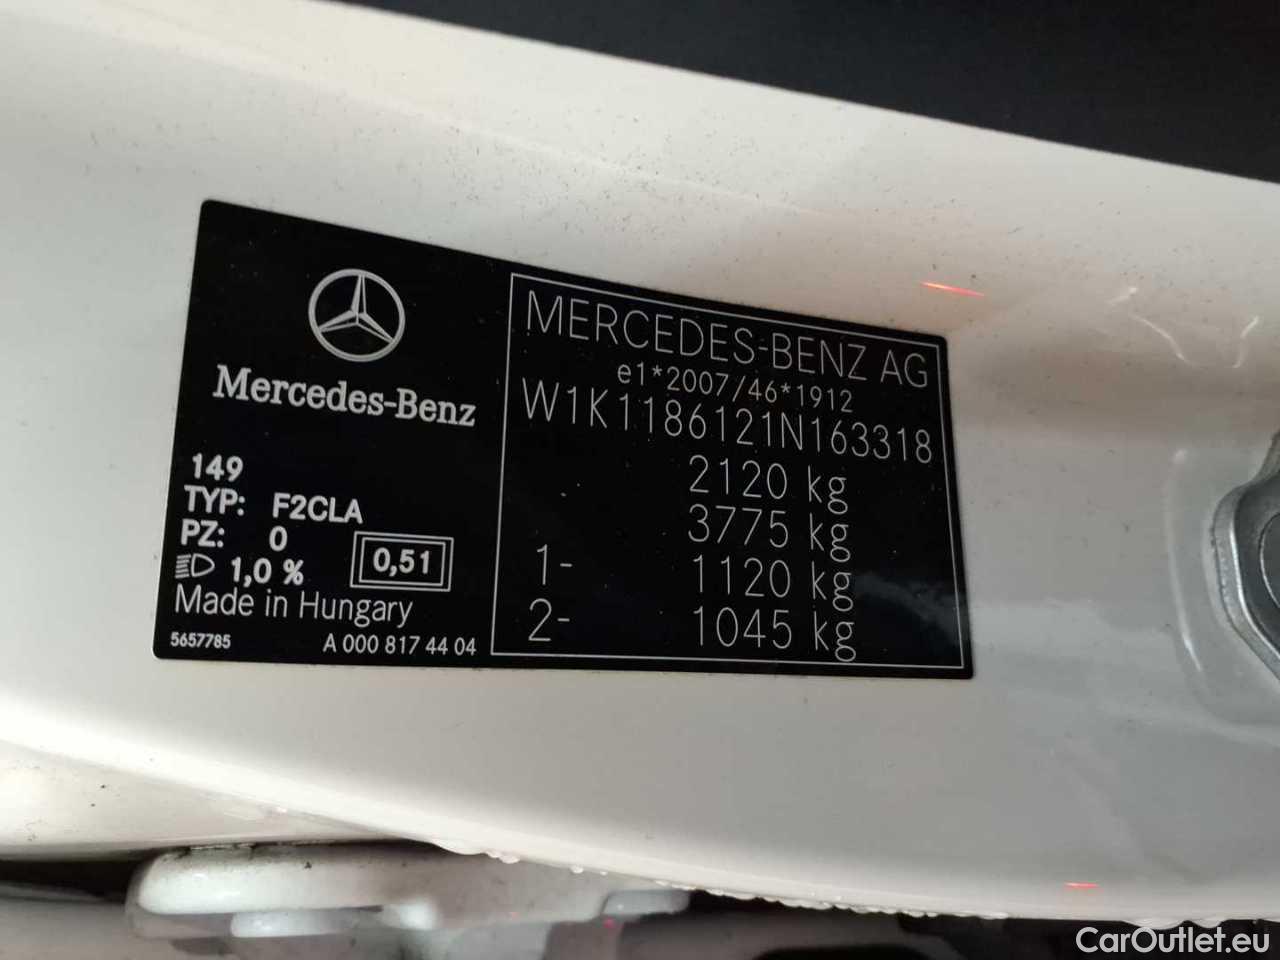 Mercedes-Benz
149
TYP: F2CLA
PZ: 0
1,0 % 0,51
Made in Hungary
5657785 A 000 817 44 04
MERCEDES-BENZ AG
e1*2007/46*1912
W1K1186121N163318
2120 kg
3775 kg
1- 1120 kg
2- 1045 kg
CarOutlet.eu